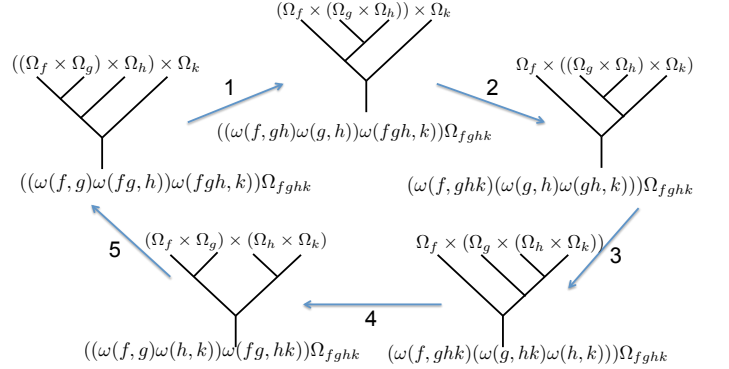 (Ω_f × (Ω_g × Ω_h)) × Ω_k
((Ω_f × Ω_g) × Ω_h) × Ω_k
Ω_f × ((Ω_g × Ω_h) × Ω_k)
1
2
((ω(f, gh)ω(g, h))ω(fgh, k))Ω_{fghk}
((ω(f, g)ω(fg, h))ω(fgh, k))Ω_{fghk}
(ω(f, ghk)(ω(g, h)ω(gh, k)))Ω_{fghk}
(Ω_f × Ω_g) × (Ω_h × Ω_k)
Ω_f × (Ω_g × (Ω_h × Ω_k))
5
3
4
((ω(f, g)ω(h, k))ω(fg, hk))Ω_{fghk}
(ω(f, ghk)(ω(g, hk)ω(h, k)))Ω_{fghk}